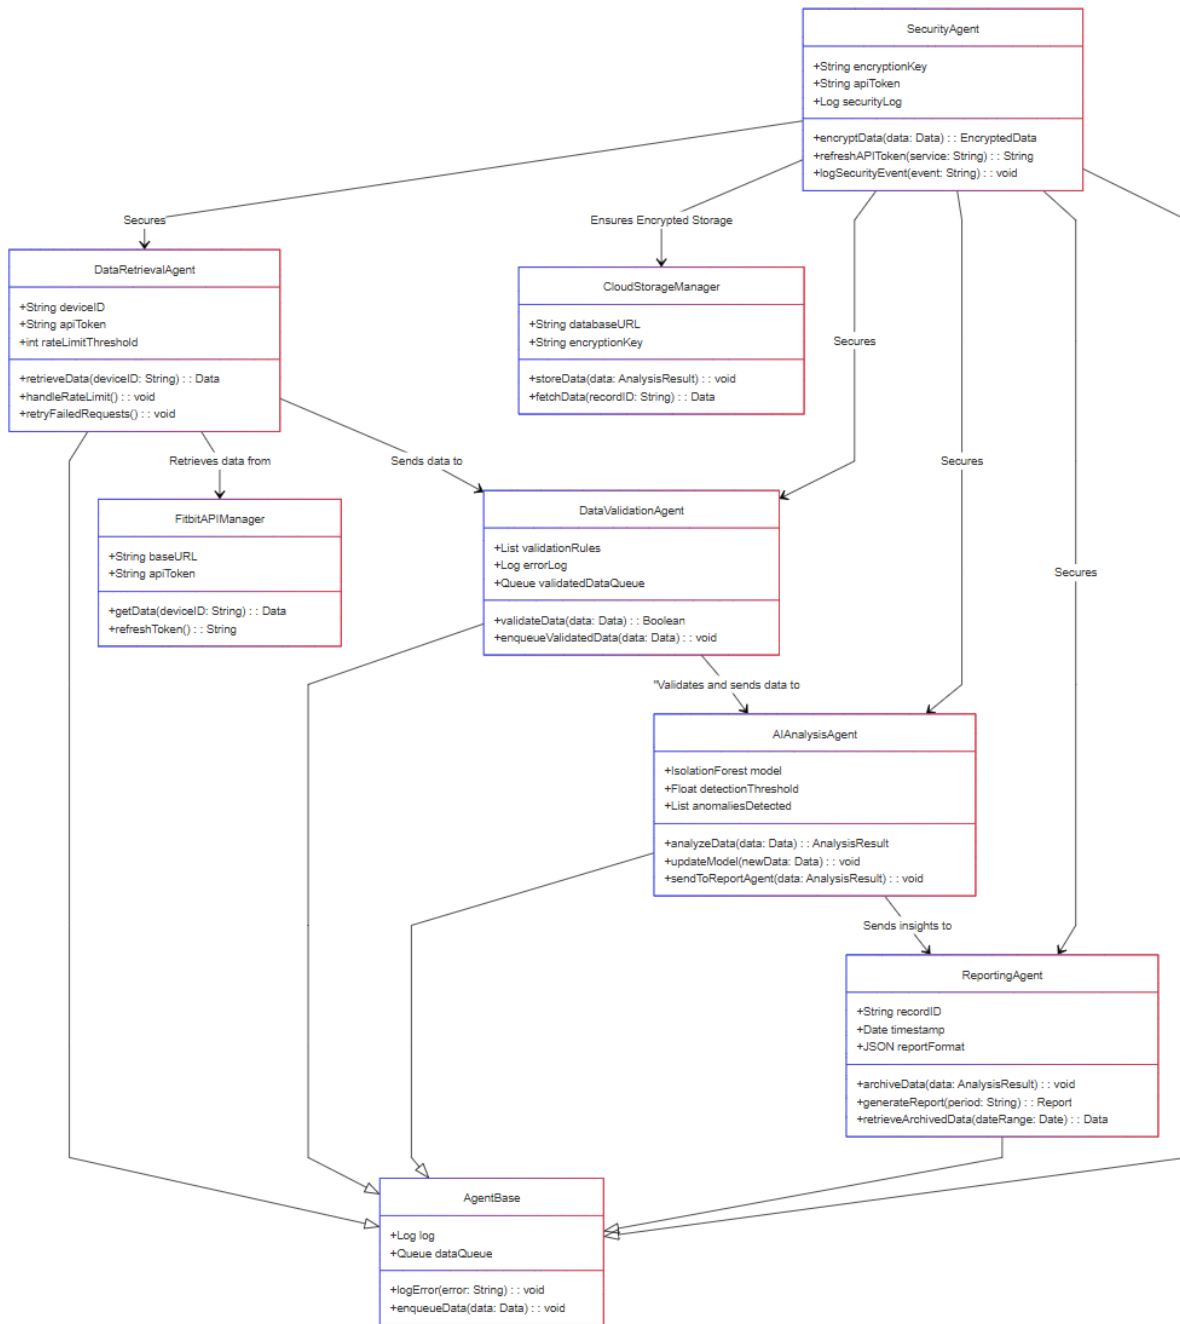 SecurityAgent
+String encryptionKey
+String apiToken
+Log securityLog
+encryptData(data: Data) : : EncryptedData
+refreshAPIToken(service: String) : : String
+logSecurityEvent(event: String) : : void
Secures
Ensures Encrypted Storage
DataRetrievalAgent
+String deviceID
+String apiToken
+int rateLimitThreshold
+retrieveData(deviceID: String) : : Data
+handleRateLimit() : : void
+retryFailedRequests() : : void
CloudStorageManager
+String databaseURL
+String encryptionKey
+storeData(data: AnalysisResult) : : void
+fetchData(recordID: String) : : Data
Secures
Retrieves data from
Sends data to
Secures
FitbitAPIManager
+String baseURL
+String apiToken
+getData(deviceID: String) : : Data
+refreshToken() : : String
DataValidationAgent
+List validationRules
+Log errorLog
+Queue validatedDataQueue
+validateData(data: Data) : : Boolean
+enqueueValidatedData(data: Data) : : void
Secures
"Validates and sends data to
AIAnalysisAgent
+IsolationForest model
+Float detectionThreshold
+List anomaliesDetected
+analyzeData(data: Data) : : AnalysisResult
+updateModel(newData: Data) : : void
+sendToReportAgent(data: AnalysisResult) : : void
Sends insights to
ReportingAgent
+String recordID
+Date timestamp
+JSON reportFormat
+archiveData(data: AnalysisResult) : : void
+generateReport(period: String) : : Report
+retrieveArchivedData(dateRange: Date) : : Data
AgentBase
+Log log
+Queue dataQueue
+logError(error: String) : : void
+enqueueData(data: Data) : : void